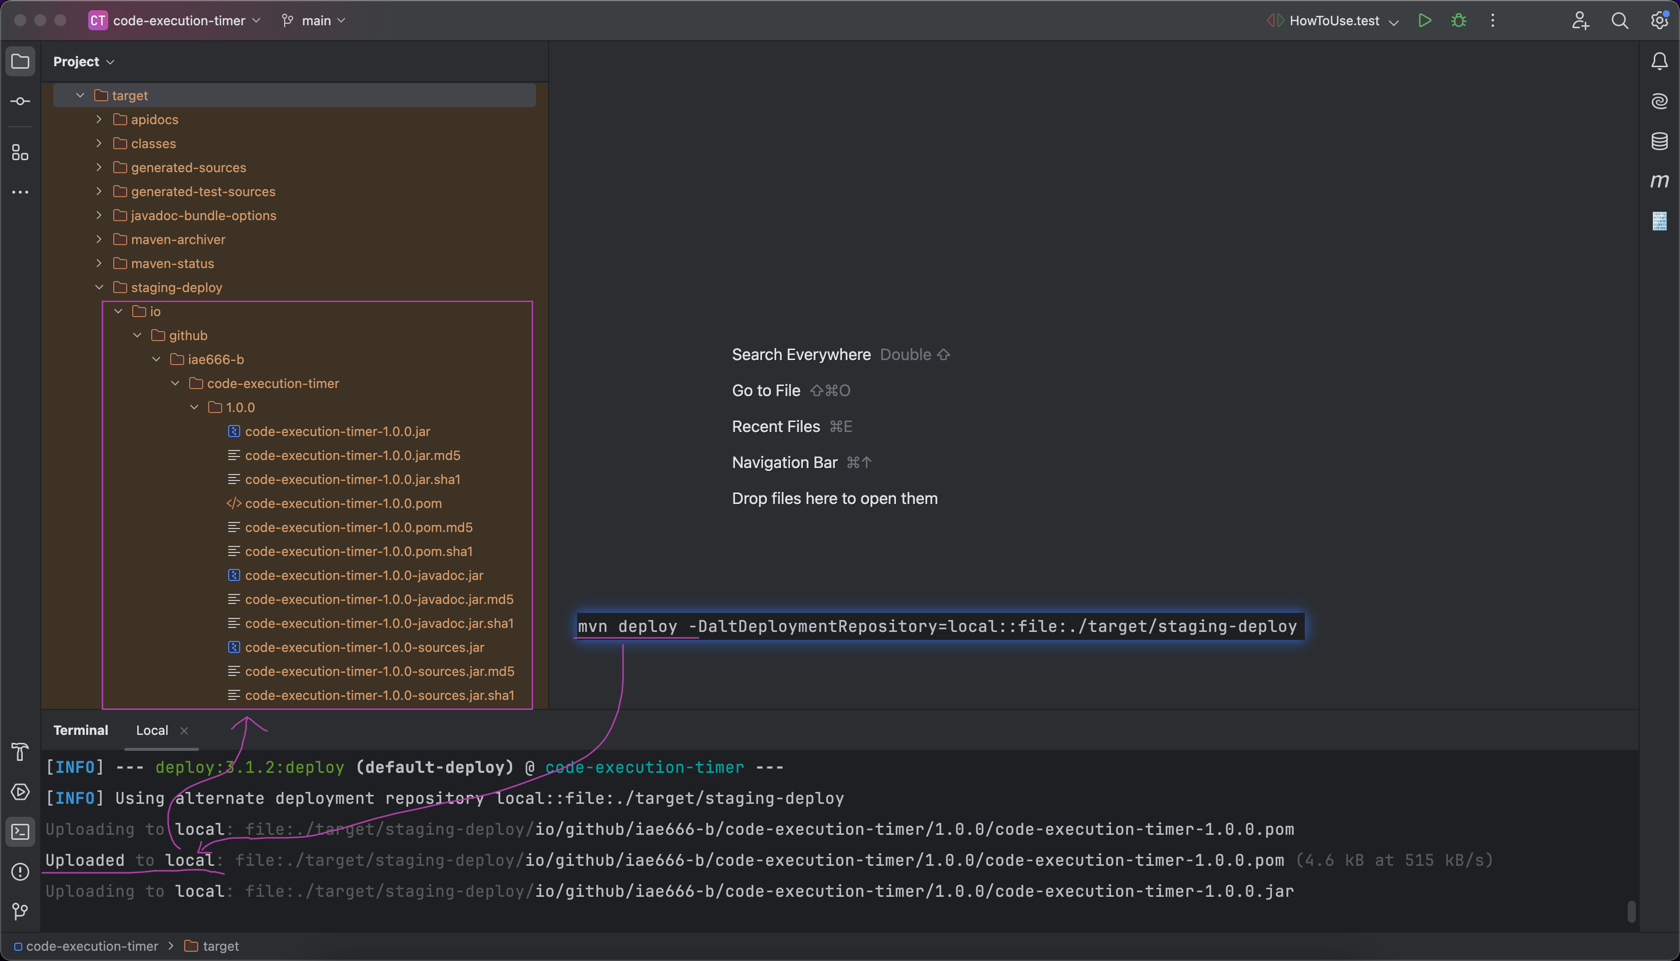 CT code-execution-timer main HowToUse.test
Project
target
apidocs
classes
generated-sources
generated-test-sources
javadoc-bundle-options
maven-archiver
maven-status
staging-deploy
io
github
iae666-b
code-execution-timer
1.0.0
code-execution-timer-1.0.0.jar
code-execution-timer-1.0.0.jar.md5
code-execution-timer-1.0.0.jar.sha1
code-execution-timer-1.0.0.pom
code-execution-timer-1.0.0.pom.md5
code-execution-timer-1.0.0.pom.sha1
code-execution-timer-1.0.0-javadoc.jar
code-execution-timer-1.0.0-javadoc.jar.md5
code-execution-timer-1.0.0-javadoc.jar.sha1
code-execution-timer-1.0.0-sources.jar
code-execution-timer-1.0.0-sources.jar.md5
code-execution-timer-1.0.0-sources.jar.sha1
Search Everywhere Double ⇧
Go to File ⇧⌘O
Recent Files ⌘E
Navigation Bar ⌘↑
Drop files here to open them
mvn deploy -DaltDeploymentRepository=local::file:./target/staging-deploy
m
Terminal Local
[INFO] --- deploy:3.1.2:deploy (default-deploy) @ code-execution-timer ---
[INFO] Using alternate deployment repository local::file:./target/staging-deploy
Uploading to local: file:./target/staging-deploy/io/github/iae666-b/code-execution-timer/1.0.0/code-execution-timer-1.0.0.pom
Uploaded to local: file:./target/staging-deploy/io/github/iae666-b/code-execution-timer/1.0.0/code-execution-timer-1.0.0.pom (4.6 kB at 515 kB/s)
Uploading to local: file:./target/staging-deploy/io/github/iae666-b/code-execution-timer/1.0.0/code-execution-timer-1.0.0.jar
code-execution-timer > target